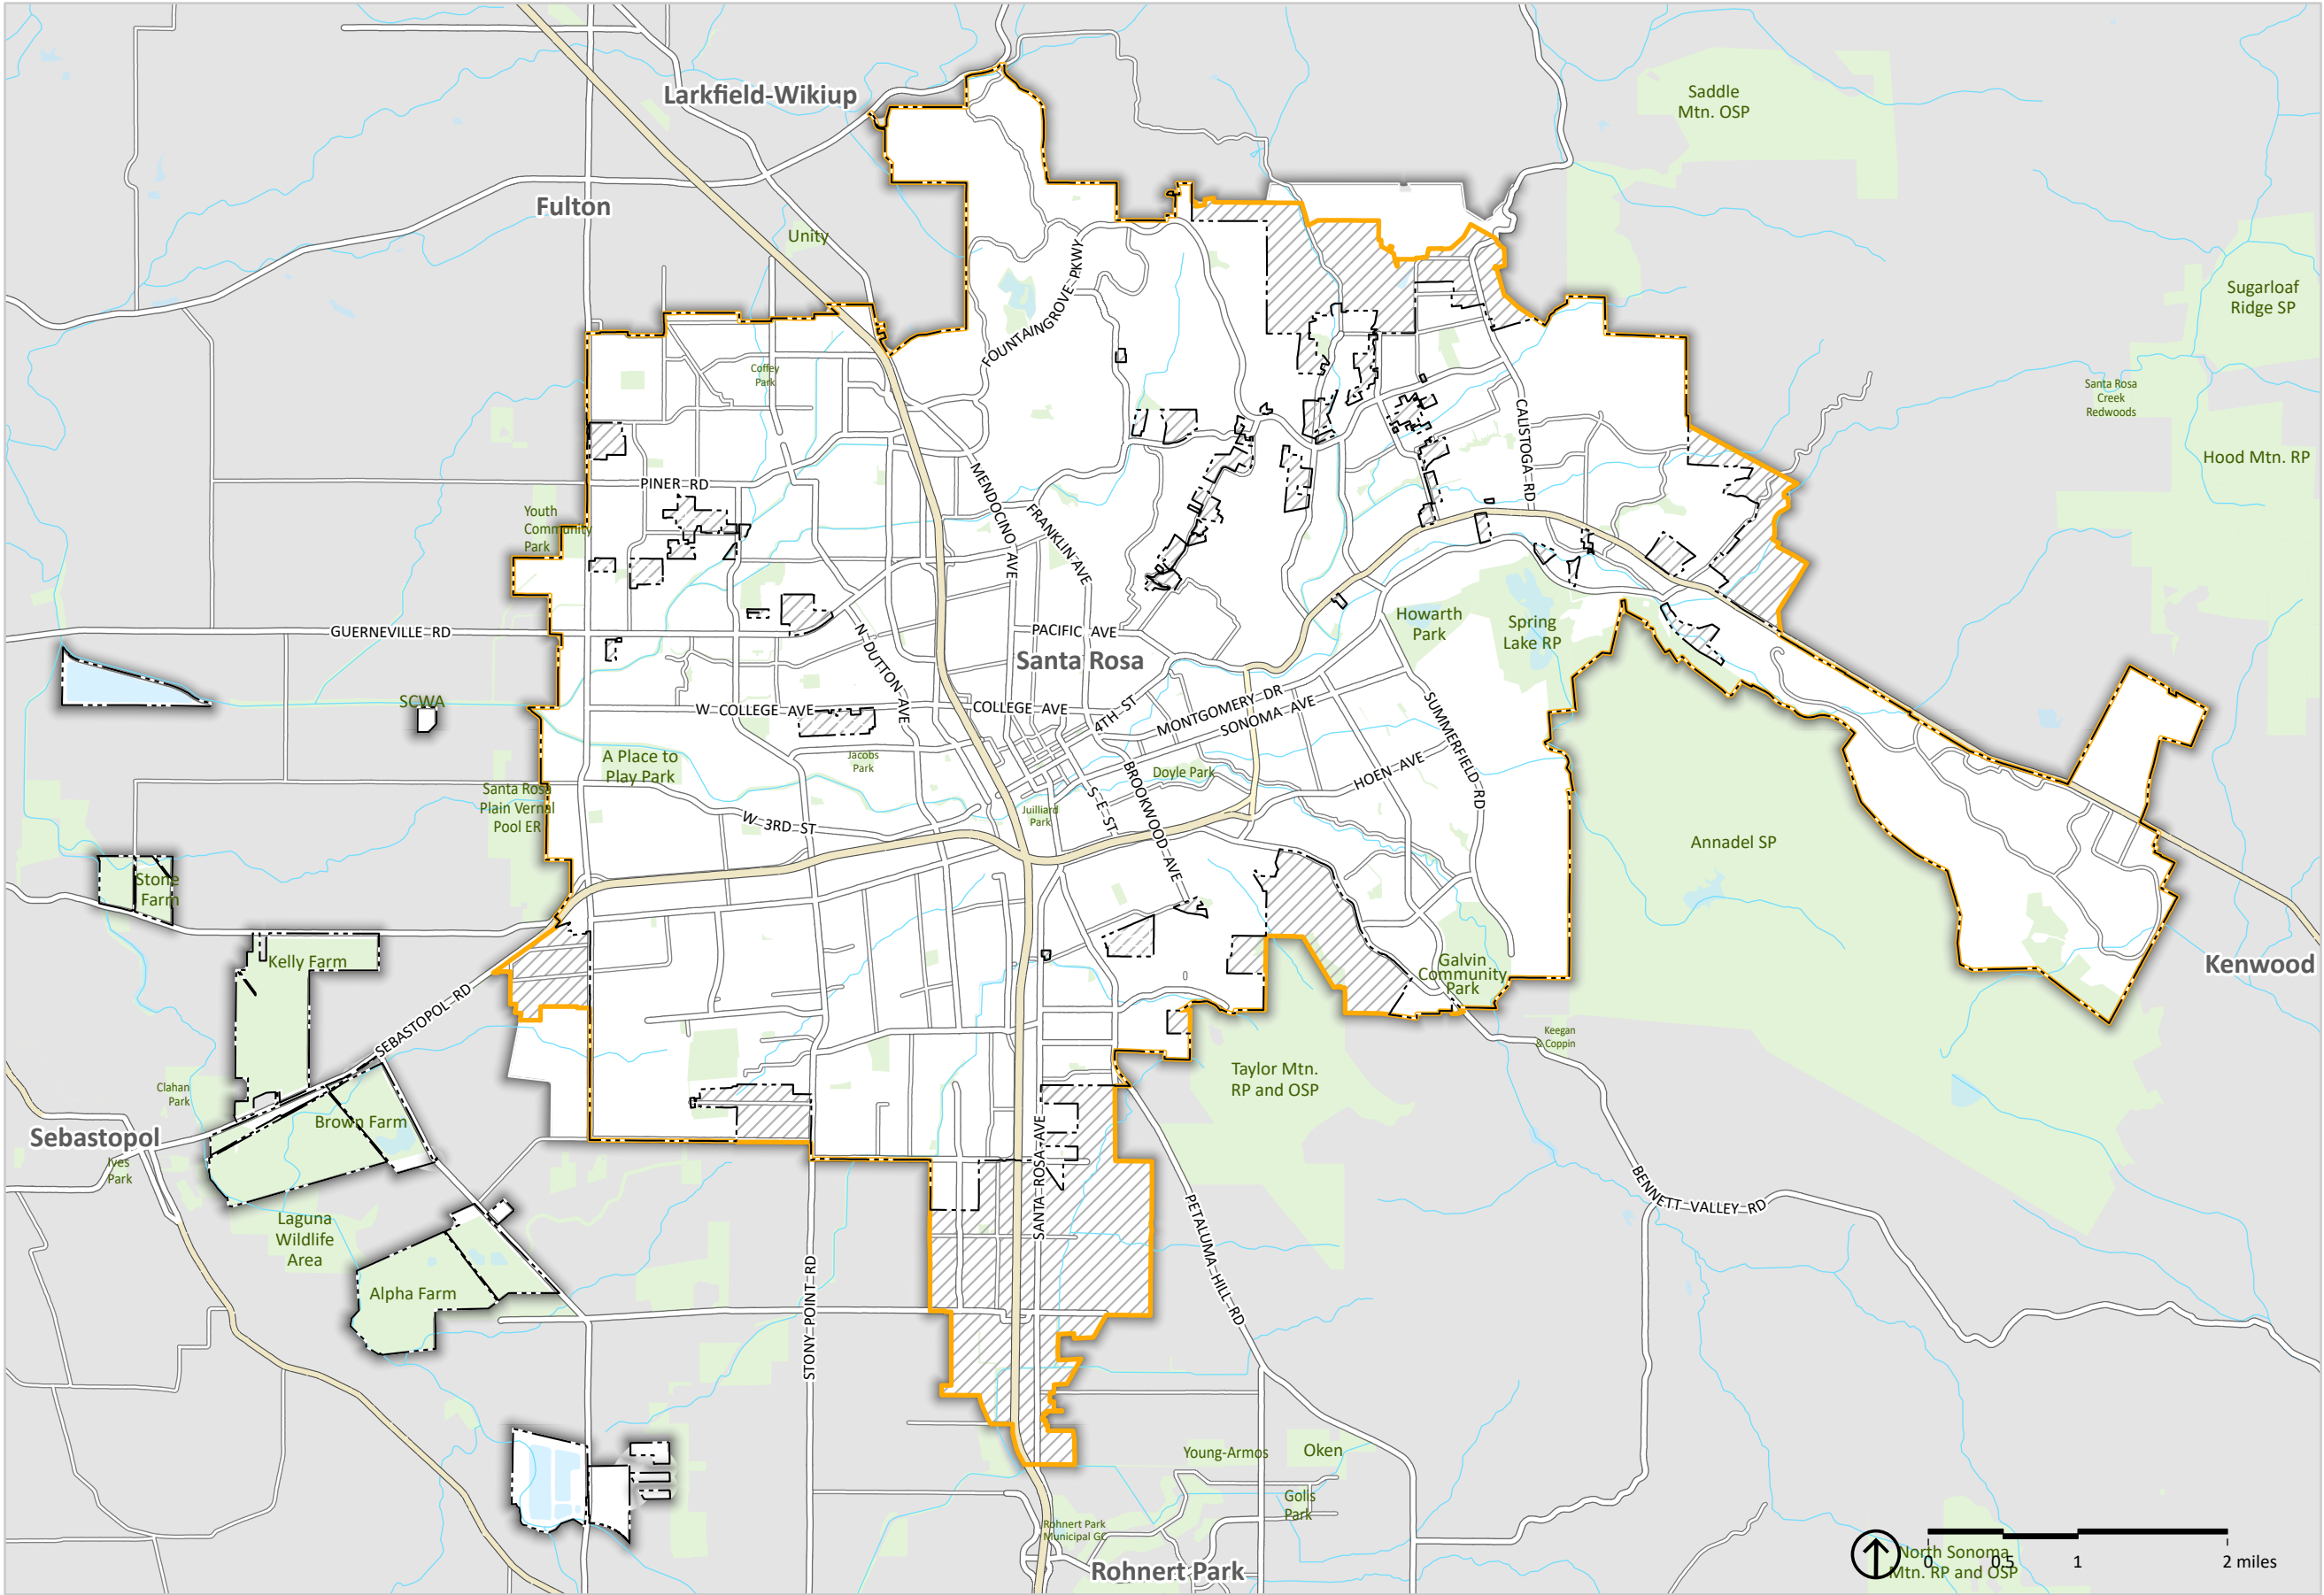 Larkfield-Wikiup
Saddle
Mtn. OSP
Fulton
Unity
FOUNTAINGROVE PKWY
Sugarloaf
Ridge SP
Coffey
Park
Santa Rosa
Creek
Redwoods
CALISTOGA RD
Hood Mtn. RP
PINER RD
MENDOCINO AVE
FRANKLIN AVE
Youth
Community
Park
GUERNEVILLE RD
N DUTTON AVE
PACIFIC AVE
Santa Rosa
Howarth
Park
Spring
Lake RP
SCWA
W COLLEGE AVE
COLLEGE AVE
4TH ST
MONTGOMERY DR
SONOMA AVE
SUMMERFIELD RD
A Place to
Play Park
Jacobs
Park
Doyle Park
HOEN AVE
BROOKWOOD AVE
S E ST
Santa Rosa
Plain Vernal
Pool ER
Juilliard
Park
W 3RD ST
Annadel SP
Stone
Farm
Kelly Farm
Galvin
Community
Park
Kenwood
SEBASTOPOL RD
Keegan
& Coppin
Taylor Mtn.
RP and OSP
Clahan
Park
Brown Farm
Sebastopol
Ives
Park
SANTA ROSA AVE
PETALUMA HILL RD
BENNETT VALLEY RD
Laguna
Wildlife
Area
Alpha Farm
STONY POINT RD
Young-Armos
Oken
Golis
Park
Rohnert Park
Municipal GC
Rohnert Park
North Sonoma
Mtn. RP and OSP
0 0.5 1 2 miles